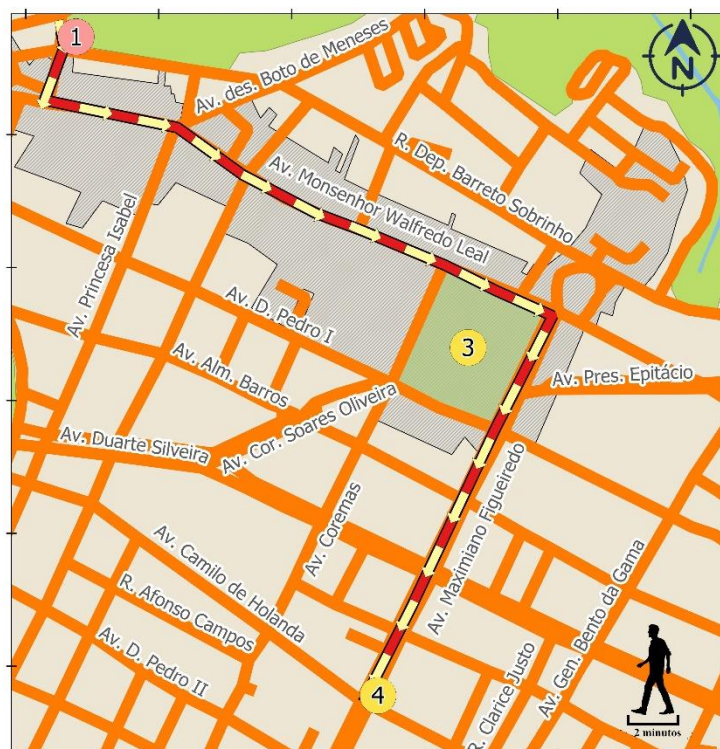 1
N
Av. des. Boto de Meneses
R. Dep. Barreto Sobrinho
Av. Monsenhor Walfredo Leal
Av. Princesa Isabel
Av. D. Pedro I
3
Av. Alm. Barros
Av. Pres. Epitácio
Av. Cor. Soares Oliveira
Av. Duarte Silveira
Av. Coremas
Av. Maximiano Figueiredo
Av. Camilo de Holanda
R. Afonso Campos
Av. D. Pedro II
Av. Gen. Bento da Gama
R. Clarice Justo
4
2 minutos